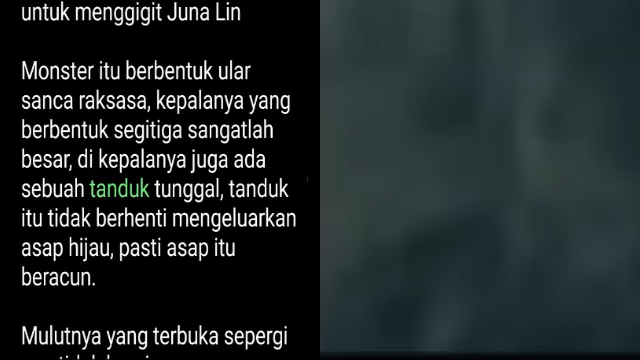 untuk menggigit Juna Lin
Monster itu berbentuk ular
sanca raksasa, kepalanya yang
berbentuk segitiga sangatlah
besar, di kepalanya juga ada
sebuah tanduk tunggal, tanduk
itu tidak berhenti mengeluarkan
asap hijau, pasti asap itu
beracun.
Mulutnya yang terbuka sepergi